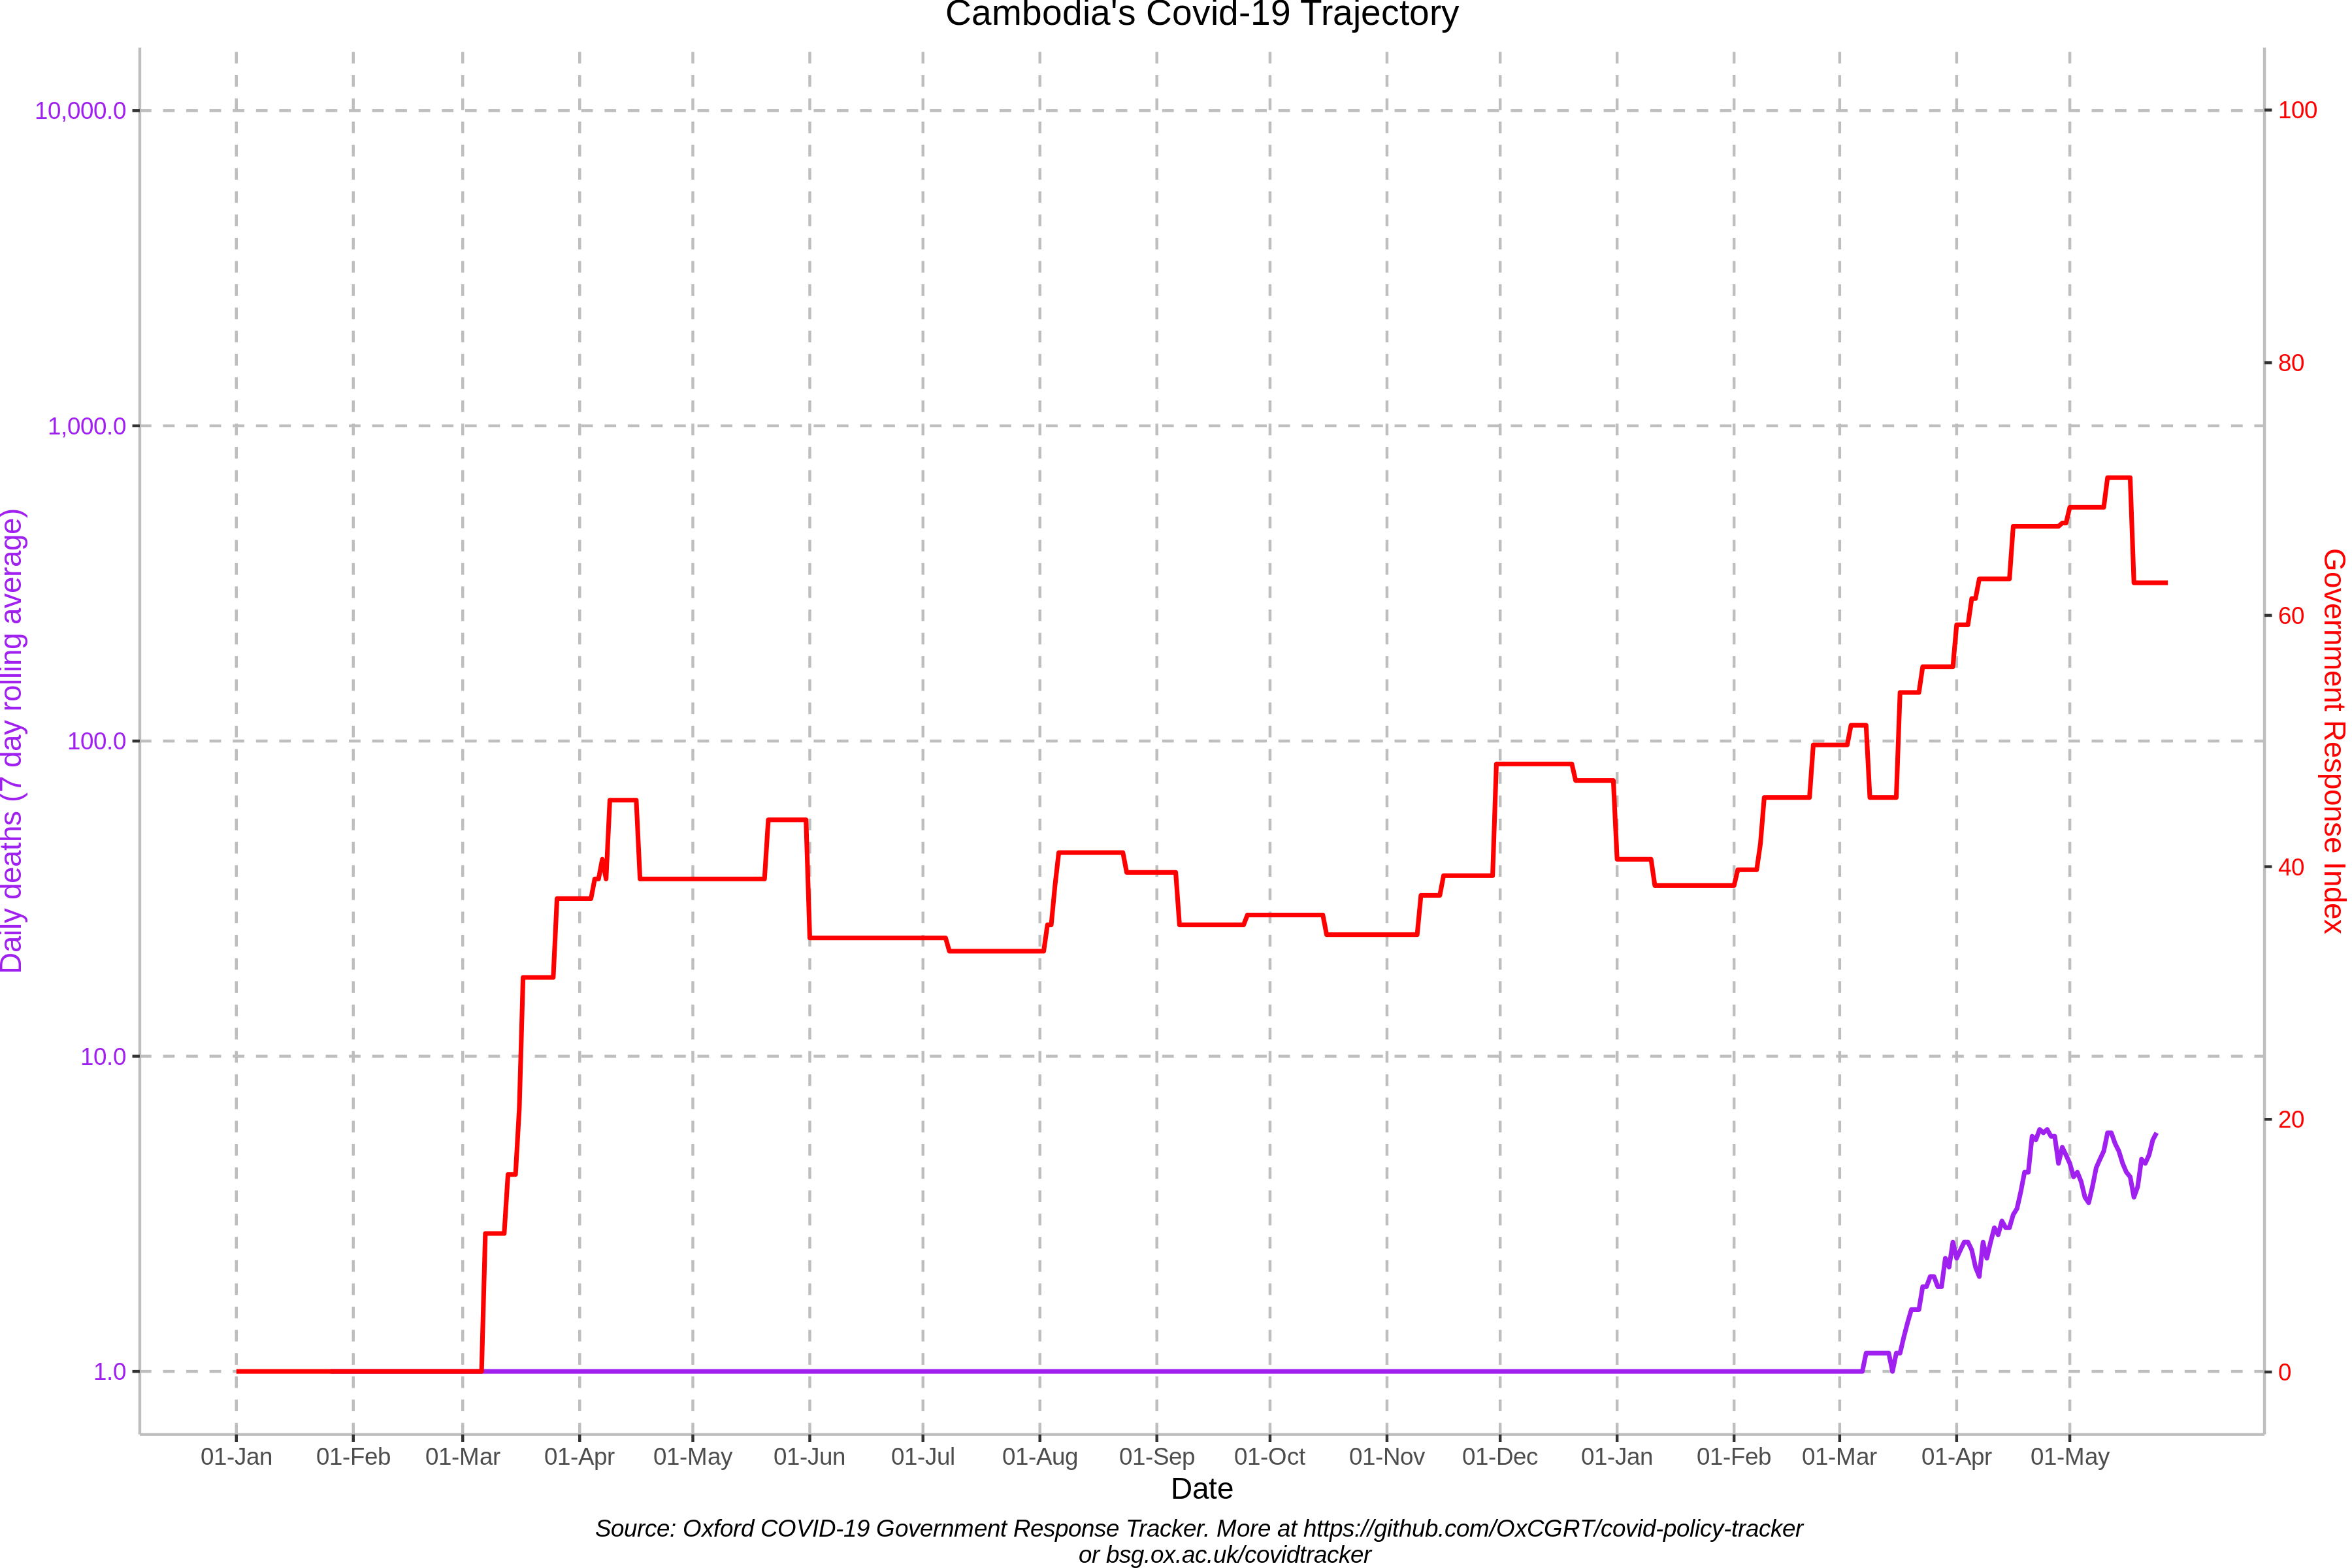 Cambodia's Covid-19 Trajectory
10,000.0
1,000.0
100.0
10.0
1.0
Daily deaths (7 day rolling average)
100
80
60
40
20
0
Government Response Index
01-Jan 01-Feb 01-Mar 01-Apr 01-May 01-Jun 01-Jul 01-Aug 01-Sep 01-Oct 01-Nov 01-Dec 01-Jan 01-Feb 01-Mar 01-Apr 01-May
Date
Source: Oxford COVID-19 Government Response Tracker. More at https://github.com/OxCGRT/covid-policy-tracker
or bsg.ox.ac.uk/covidtracker